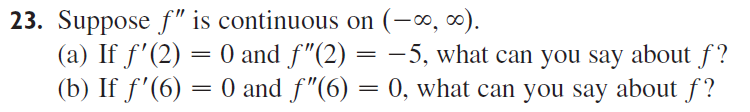 23. Suppose f″ is continuous on (−∞, ∞).
(a) If f′(2) = 0 and f″(2) = −5, what can you say about f?
(b) If f′(6) = 0 and f″(6) = 0, what can you say about f?